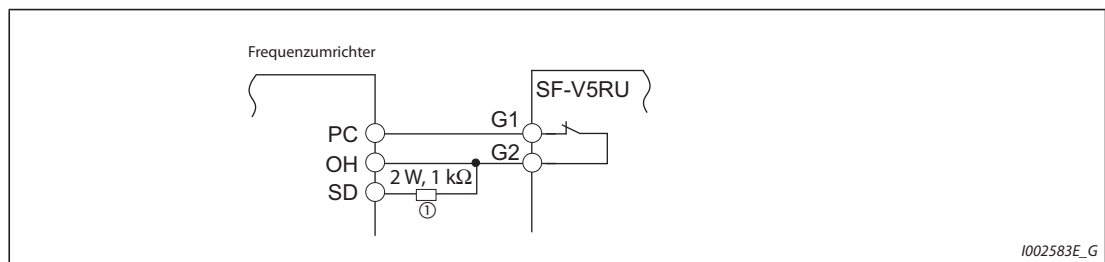 Frequenzumrichter
SF-V5RU
PC
G1
OH
G2
2 W, 1 kΩ
SD
①
I002583E_G